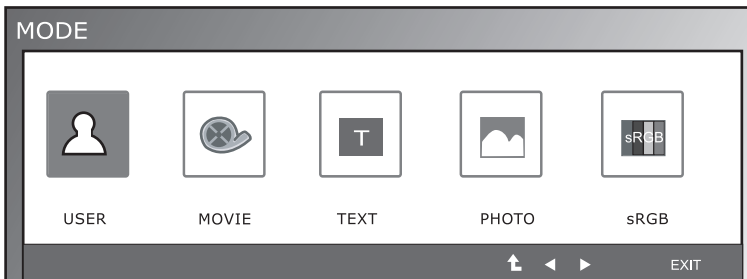 MODE
T
sRGB
USER MOVIE TEXT PHOTO sRGB
EXIT